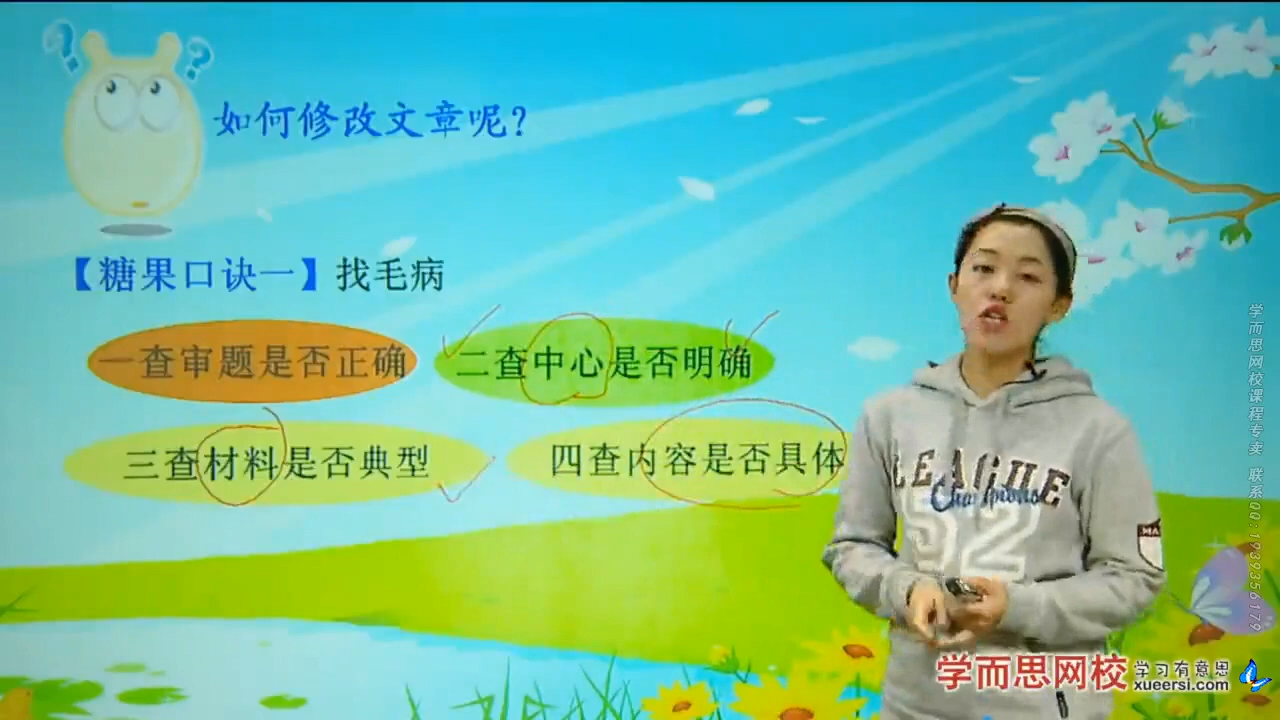 如何修改文章呢?
【糖果口诀一】找毛病
一查审题是否正确
二查中心是否明确
三查材料是否典型
四查内容是否具体
LEAGUE
Champions
52
学而思网校课程专卖 联系QQ:1939356179
学而思网校
学习有意思
xueersi.com